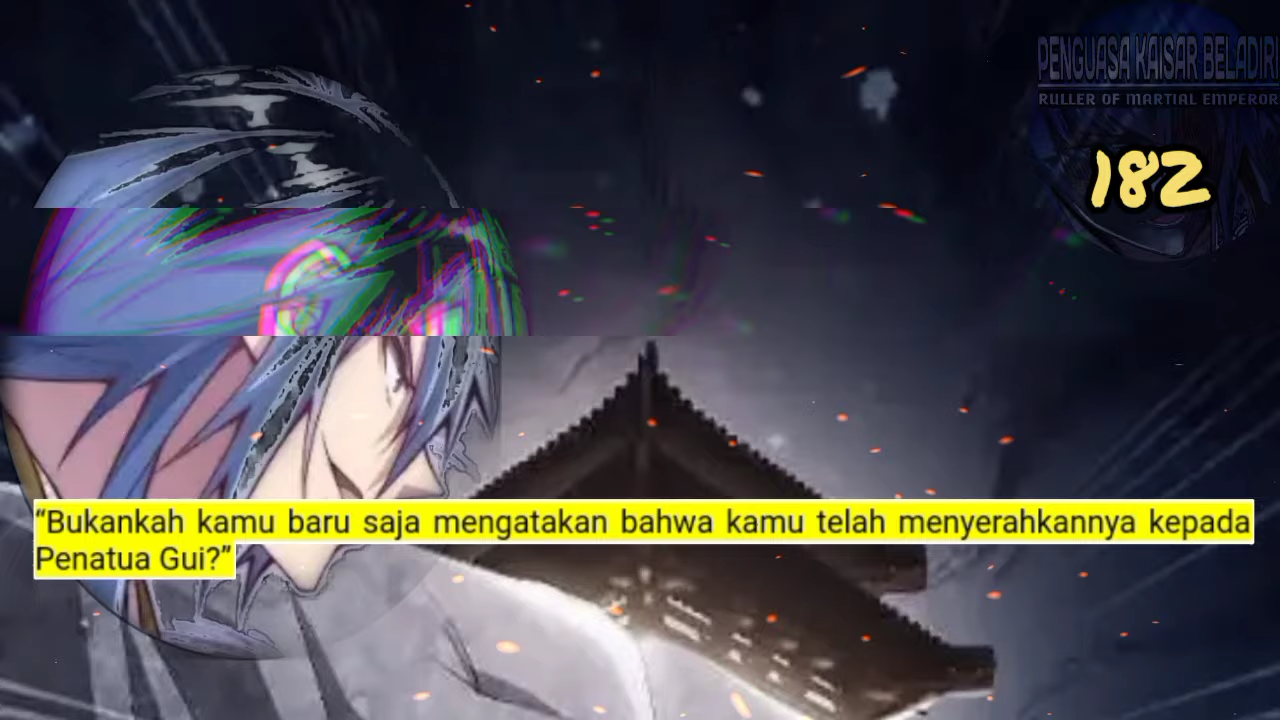 PENGUASA KAISAR BELADIRI
RULLER OF MARTIAL EMPEROR
182
“Bukankah kamu baru saja mengatakan bahwa kamu telah menyerahkannya kepada
Penatua Gui?”